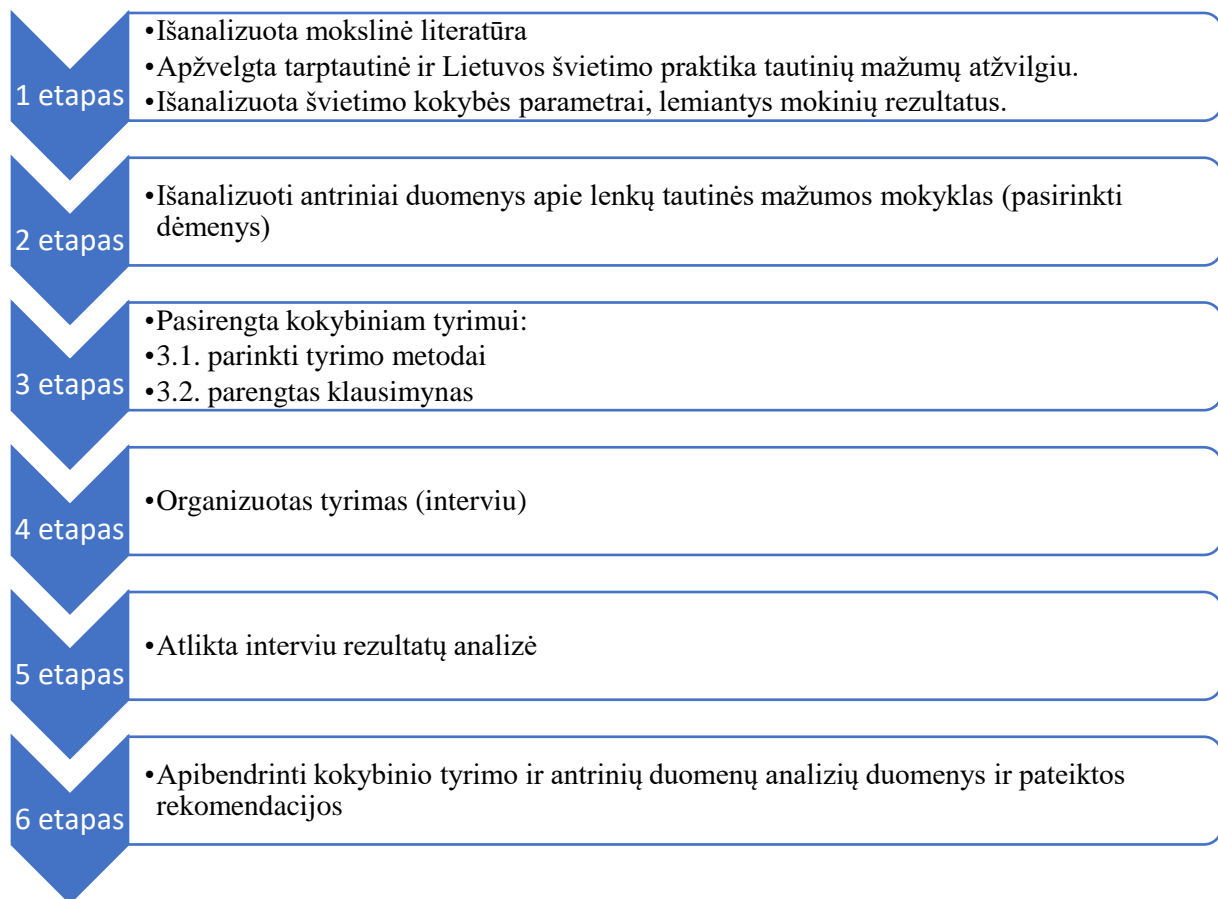 1 etapas
•Išanalizuota mokslinė literatūra
•Apžvelgta tarptautinė ir Lietuvos švietimo praktika tautinių mažumų atžvilgiu.
•Išanalizuota švietimo kokybės parametrai, lemiantys mokinių rezultatus.
2 etapas
•Išanalizuoti antriniai duomenys apie lenkų tautinės mažumos mokyklas (pasirinkti
dėmenys)
3 etapas
•Pasirengta kokybiniam tyrimui:
•3.1. parinkti tyrimo metodai
•3.2. parengtas klausimynas
4 etapas
•Organizuotas tyrimas (interviu)
5 etapas
•Atlikta interviu rezultatų analizė
6 etapas
•Apibendrinti kokybinio tyrimo ir antrinių duomenų analizių duomenys ir pateiktos
rekomendacijos